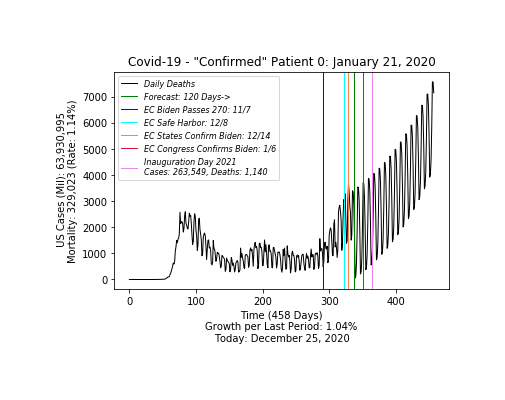 Covid-19 - "Confirmed" Patient 0: January 21, 2020
Daily Deaths
Forecast: 120 Days->
EC Biden Passes 270: 11/7
EC Safe Harbor: 12/8
EC States Confirm Biden: 12/14
EC Congress Confirms Biden: 1/6
Inauguration Day 2021
Cases: 263,549, Deaths: 1,140
US Cases (Mil): 63,930,995
Mortality: 329,023 (Rate: 1.14%)
7000
6000
5000
4000
3000
2000
1000
0
0 100 200 300 400
Time (458 Days)
Growth per Last Period: 1.04%
Today: December 25, 2020